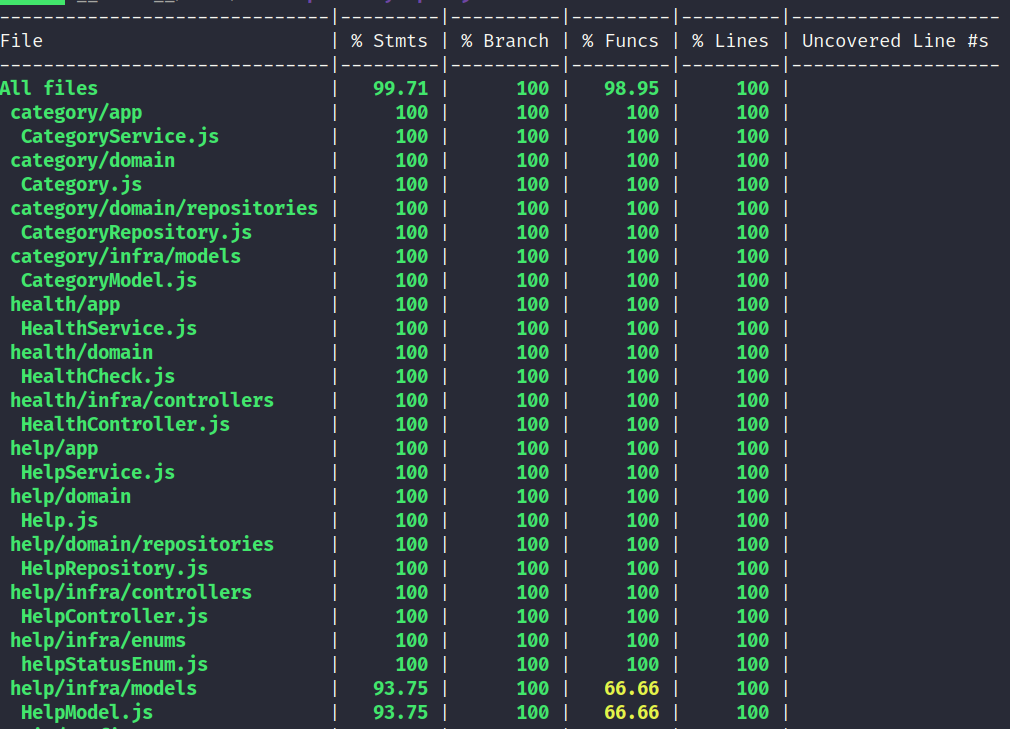 -------------------------------|---------|----------|---------|---------|-------------------
File | % Stmts | % Branch | % Funcs | % Lines | Uncovered Line #s
-------------------------------|---------|----------|---------|---------|-------------------
All files | 99.71 | 100 | 98.95 | 100 |
category/app | 100 | 100 | 100 | 100 |
CategoryService.js | 100 | 100 | 100 | 100 |
category/domain | 100 | 100 | 100 | 100 |
Category.js | 100 | 100 | 100 | 100 |
category/domain/repositories | 100 | 100 | 100 | 100 |
CategoryRepository.js | 100 | 100 | 100 | 100 |
category/infra/models | 100 | 100 | 100 | 100 |
CategoryModel.js | 100 | 100 | 100 | 100 |
health/app | 100 | 100 | 100 | 100 |
HealthService.js | 100 | 100 | 100 | 100 |
health/domain | 100 | 100 | 100 | 100 |
HealthCheck.js | 100 | 100 | 100 | 100 |
health/infra/controllers | 100 | 100 | 100 | 100 |
HealthController.js | 100 | 100 | 100 | 100 |
help/app | 100 | 100 | 100 | 100 |
HelpService.js | 100 | 100 | 100 | 100 |
help/domain | 100 | 100 | 100 | 100 |
Help.js | 100 | 100 | 100 | 100 |
help/domain/repositories | 100 | 100 | 100 | 100 |
HelpRepository.js | 100 | 100 | 100 | 100 |
help/infra/controllers | 100 | 100 | 100 | 100 |
HelpController.js | 100 | 100 | 100 | 100 |
help/infra/enums | 100 | 100 | 100 | 100 |
helpStatusEnum.js | 100 | 100 | 100 | 100 |
help/infra/models | 93.75 | 100 | 66.66 | 100 |
HelpModel.js | 93.75 | 100 | 66.66 | 100 |